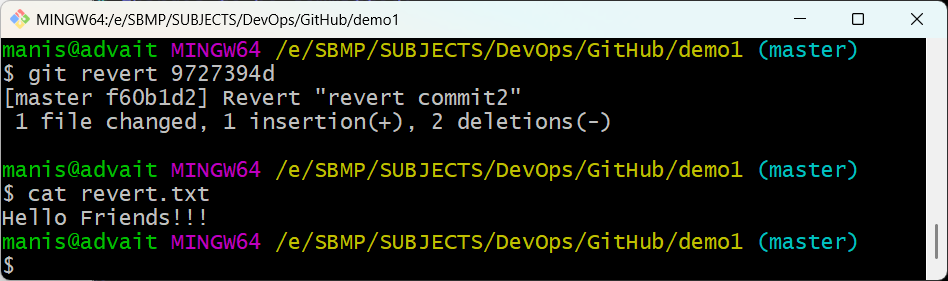 MINGW64:/e/SBMP/SUBJECTS/DevOps/GitHub/demo1
manis@advait MINGW64 /e/SBMP/SUBJECTS/DevOps/GitHub/demo1 (master)
$ git revert 9727394d
[master f60b1d2] Revert "revert commit2"
 1 file changed, 1 insertion(+), 2 deletions(-)
manis@advait MINGW64 /e/SBMP/SUBJECTS/DevOps/GitHub/demo1 (master)
$ cat revert.txt
Hello Friends!!!
manis@advait MINGW64 /e/SBMP/SUBJECTS/DevOps/GitHub/demo1 (master)
$